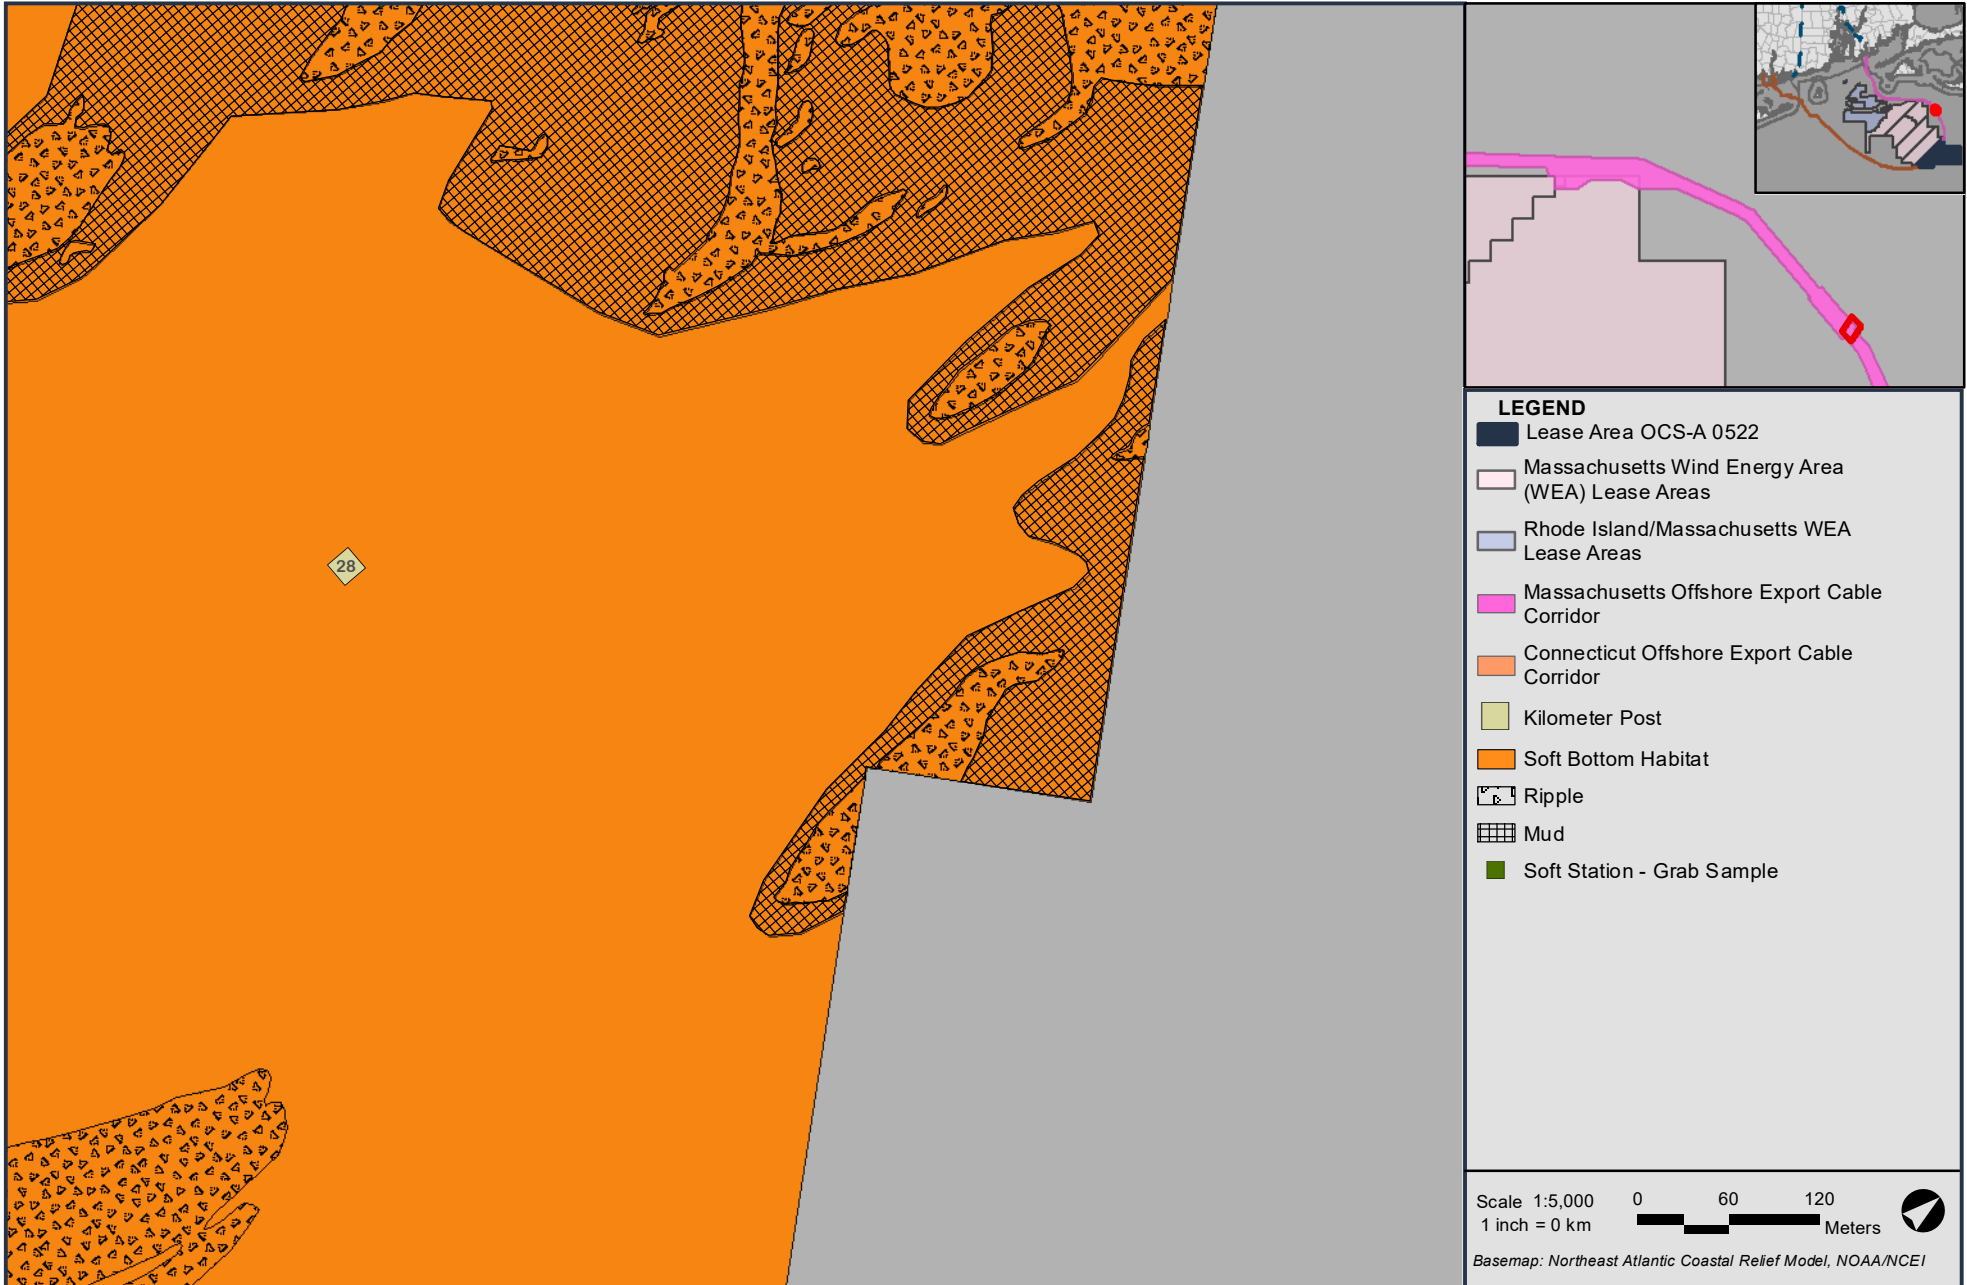 28
LEGEND
Lease Area OCS-A 0522
Massachusetts Wind Energy Area
(WEA) Lease Areas
Rhode Island/Massachusetts WEA
Lease Areas
Massachusetts Offshore Export Cable
Corridor
Connecticut Offshore Export Cable
Corridor
Kilometer Post
Soft Bottom Habitat
Ripple
Mud
Soft Station - Grab Sample
Scale 1:5,000
1 inch = 0 km
0 60 120
Meters
Basemap: Northeast Atlantic Coastal Relief Model, NOAA/NCEI